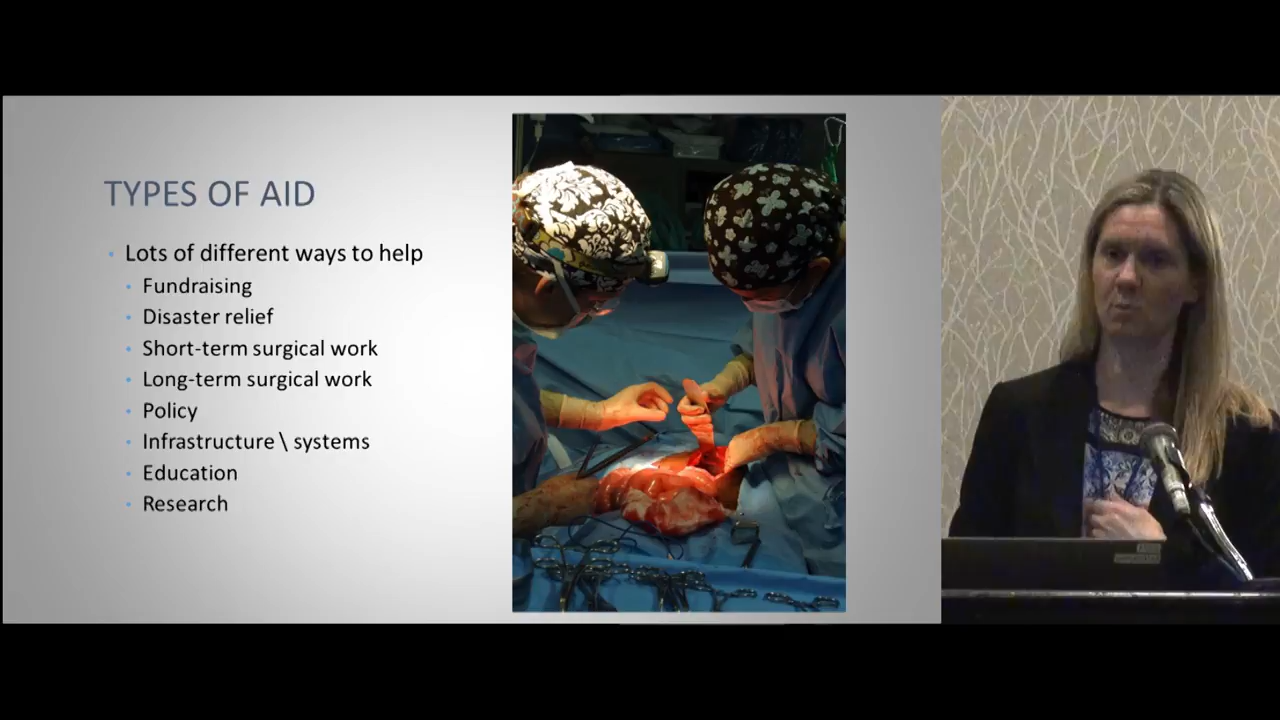 TYPES OF AID
Lots of different ways to help
Fundraising
Disaster relief
Short-term surgical work
Long-term surgical work
Policy
Infrastructure \ systems
Education
Research